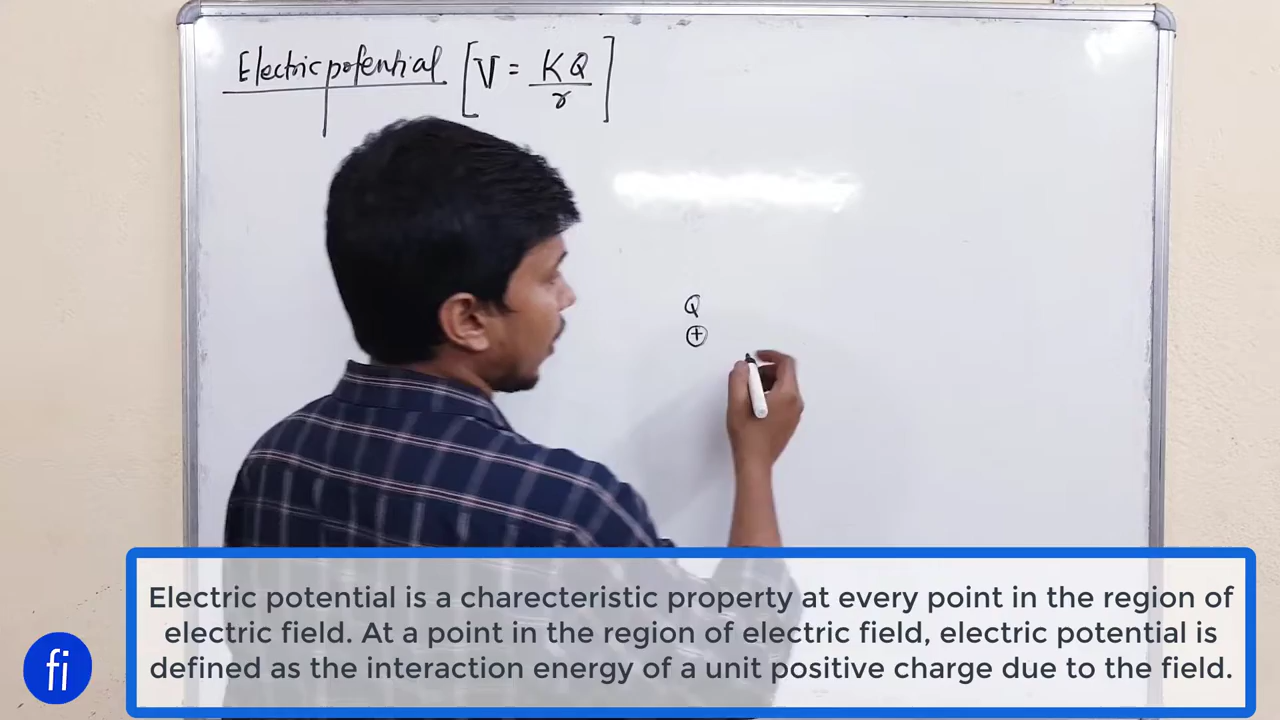 Electric potential [V = KQ/r]
Q
+
Electric potential is a charecteristic property at every point in the region of
electric field. At a point in the region of electric field, electric potential is
defined as the interaction energy of a unit positive charge due to the field.
fi